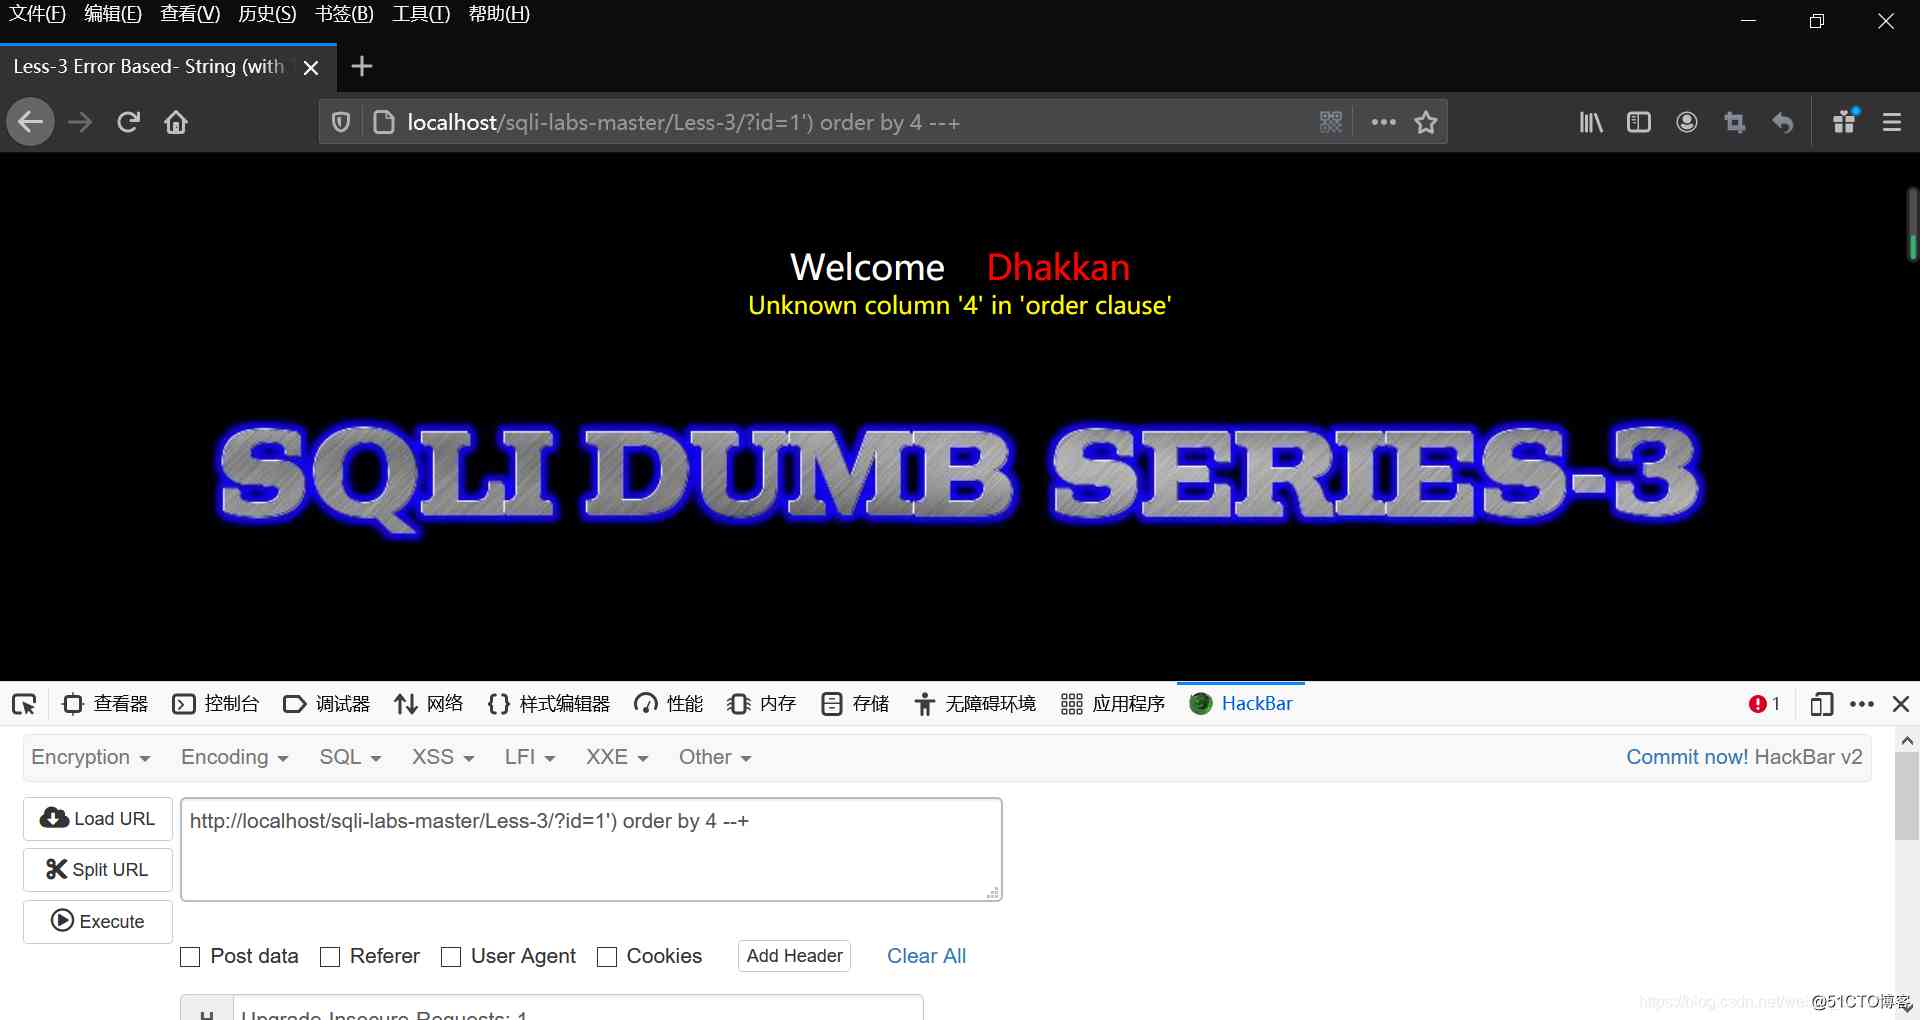 文件(F) 编辑(E) 查看(V) 历史(S) 书签(B) 工具(T) 帮助(H)
Less-3 Error Based- String (with
localhost/sqli-labs-master/Less-3/?id=1') order by 4 --+
Welcome Dhakkan
Unknown column '4' in 'order clause'
SQLI DUMB SERIES-3
查看器 控制台 调试器 网络 样式编辑器 性能 内存 存储 无障碍环境 应用程序 HackBar 1
Encryption Encoding SQL XSS LFI XXE Other Commit now! HackBar v2
Load URL http://localhost/sqli-labs-master/Less-3/?id=1') order by 4 --+
Split URL
Execute
Post data Referer User Agent Cookies Add Header Clear All
H Upgrade-Insecure-Requests: 1
https://blog.csdn.net/we @51CTO博客